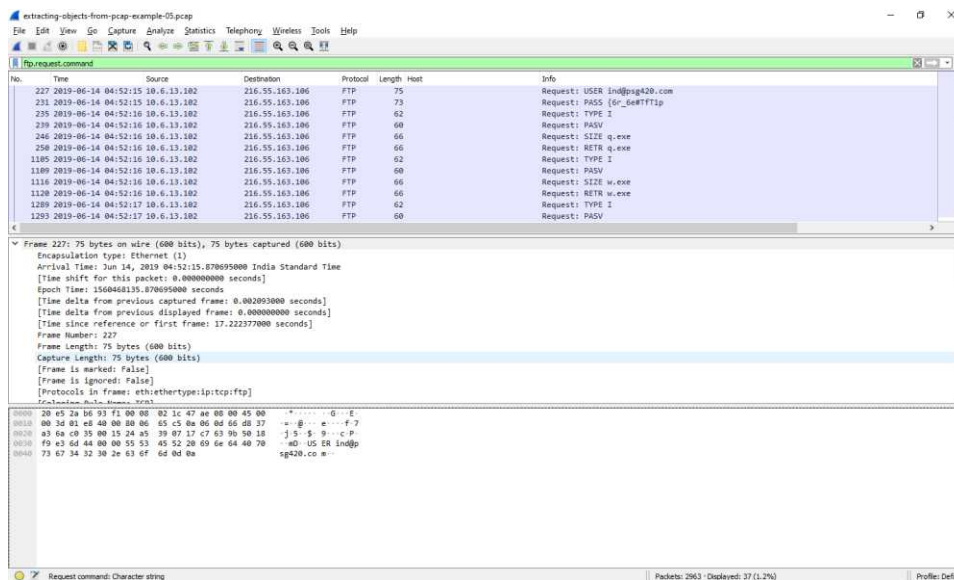 extracting-objects-from-pcap-example-05.pcap
File Edit View Go Capture Analyze Statistics Telephony Wireless Tools Help
ftp.request.command
No. Time Source Destination Protocol Length Host Info
227 2019-06-14 04:52:15 10.6.13.102 216.55.163.106 FTP 75 Request: USER ind@psg420.com
231 2019-06-14 04:52:15 10.6.13.102 216.55.163.106 FTP 73 Request: PASS {6r_6e#TfT1p
235 2019-06-14 04:52:16 10.6.13.102 216.55.163.106 FTP 62 Request: TYPE I
239 2019-06-14 04:52:16 10.6.13.102 216.55.163.106 FTP 60 Request: PASV
246 2019-06-14 04:52:16 10.6.13.102 216.55.163.106 FTP 66 Request: SIZE q.exe
250 2019-06-14 04:52:16 10.6.13.102 216.55.163.106 FTP 66 Request: RETR q.exe
1105 2019-06-14 04:52:16 10.6.13.102 216.55.163.106 FTP 62 Request: TYPE I
1109 2019-06-14 04:52:16 10.6.13.102 216.55.163.106 FTP 60 Request: PASV
1116 2019-06-14 04:52:16 10.6.13.102 216.55.163.106 FTP 66 Request: SIZE w.exe
1120 2019-06-14 04:52:16 10.6.13.102 216.55.163.106 FTP 66 Request: RETR w.exe
1289 2019-06-14 04:52:17 10.6.13.102 216.55.163.106 FTP 62 Request: TYPE I
1293 2019-06-14 04:52:17 10.6.13.102 216.55.163.106 FTP 60 Request: PASV
Frame 227: 75 bytes on wire (600 bits), 75 bytes captured (600 bits)
Encapsulation type: Ethernet (1)
Arrival Time: Jun 14, 2019 04:52:15.870695000 India Standard Time
[Time shift for this packet: 0.000000000 seconds]
Epoch Time: 1560468135.870695000 seconds
[Time delta from previous captured frame: 0.002093000 seconds]
[Time delta from previous displayed frame: 0.000000000 seconds]
[Time since reference or first frame: 17.222377000 seconds]
Frame Number: 227
Frame Length: 75 bytes (600 bits)
Capture Length: 75 bytes (600 bits)
[Frame is marked: False]
[Frame is ignored: False]
[Protocols in frame: eth:ethertype:ip:tcp:ftp]
0000 20 e5 2a b6 93 f1 00 08 02 1c 47 ae 08 00 45 00 ·*····· ··G···E·
0010 00 3d 01 e8 40 00 80 06 65 c5 0a 06 0d 66 d8 37 ·=··@··· e····f·7
0020 a3 6a c0 35 00 15 24 a5 39 07 17 c7 63 9b 50 18 ·j·5··$· 9···c·P·
0030 f9 e3 6d 44 00 00 55 53 45 52 20 69 6e 64 40 70 ··mD··US ER ind@p
0040 73 67 34 32 30 2e 63 6f 6d 0d 0a sg420.co m··
Request command: Character string Packets: 2963 · Displayed: 37 (1.2%) Profile: Def